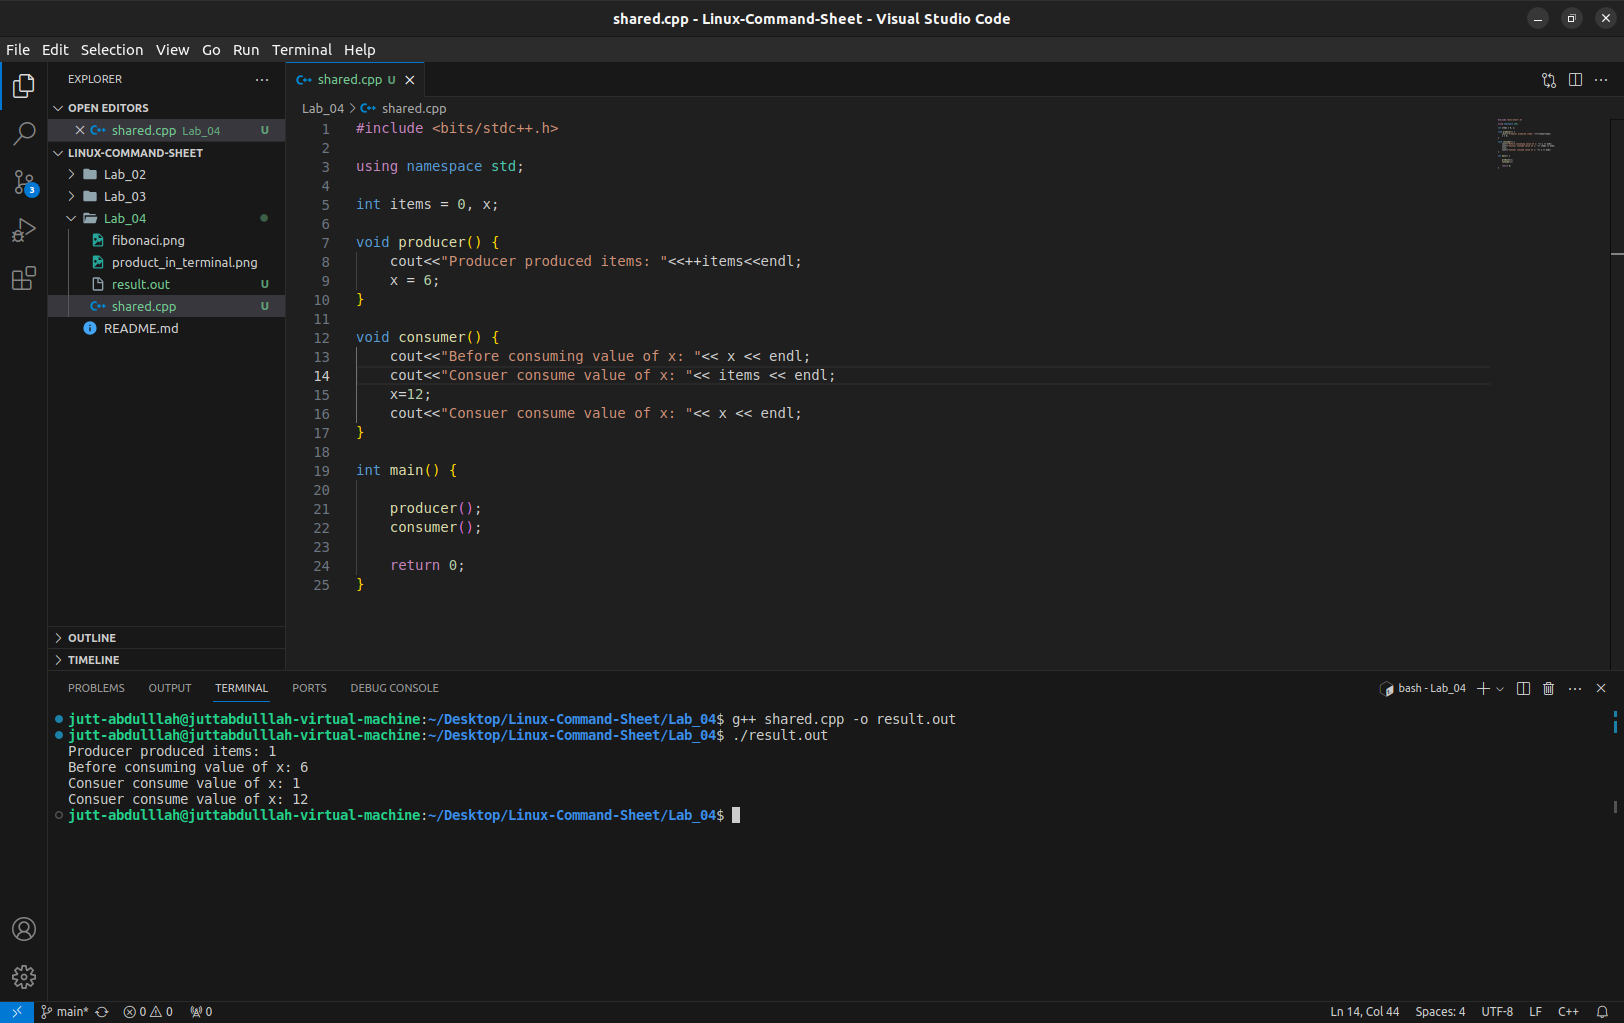 shared.cpp - Linux-Command-Sheet - Visual Studio Code
File Edit Selection View Go Run Terminal Help
EXPLORER
OPEN EDITORS
shared.cpp Lab_04 U
LINUX-COMMAND-SHEET
Lab_02
Lab_03
Lab_04
fibonaci.png
product_in_terminal.png
result.out U
shared.cpp U
README.md
OUTLINE
TIMELINE
3
shared.cpp U
Lab_04 > shared.cpp
1 #include <bits/stdc++.h>
2
3 using namespace std;
4
5 int items = 0, x;
6
7 void producer() {
8 cout<<"Producer produced items: "<<++items<<endl;
9 x = 6;
10 }
11
12 void consumer() {
13 cout<<"Before consuming value of x: "<< x << endl;
14 cout<<"Consuer consume value of x: "<< items << endl;
15 x=12;
16 cout<<"Consuer consume value of x: "<< x << endl;
17 }
18
19 int main() {
20
21 producer();
22 consumer();
23
24 return 0;
25 }
PROBLEMS OUTPUT TERMINAL PORTS DEBUG CONSOLE
bash - Lab_04
jutt-abdulllah@juttabdulllah-virtual-machine:~/Desktop/Linux-Command-Sheet/Lab_04$ g++ shared.cpp -o result.out
jutt-abdulllah@juttabdulllah-virtual-machine:~/Desktop/Linux-Command-Sheet/Lab_04$ ./result.out
Producer produced items: 1
Before consuming value of x: 6
Consuer consume value of x: 1
Consuer consume value of x: 12
jutt-abdulllah@juttabdulllah-virtual-machine:~/Desktop/Linux-Command-Sheet/Lab_04$
main* 0 0 0
Ln 14, Col 44 Spaces: 4 UTF-8 LF C++